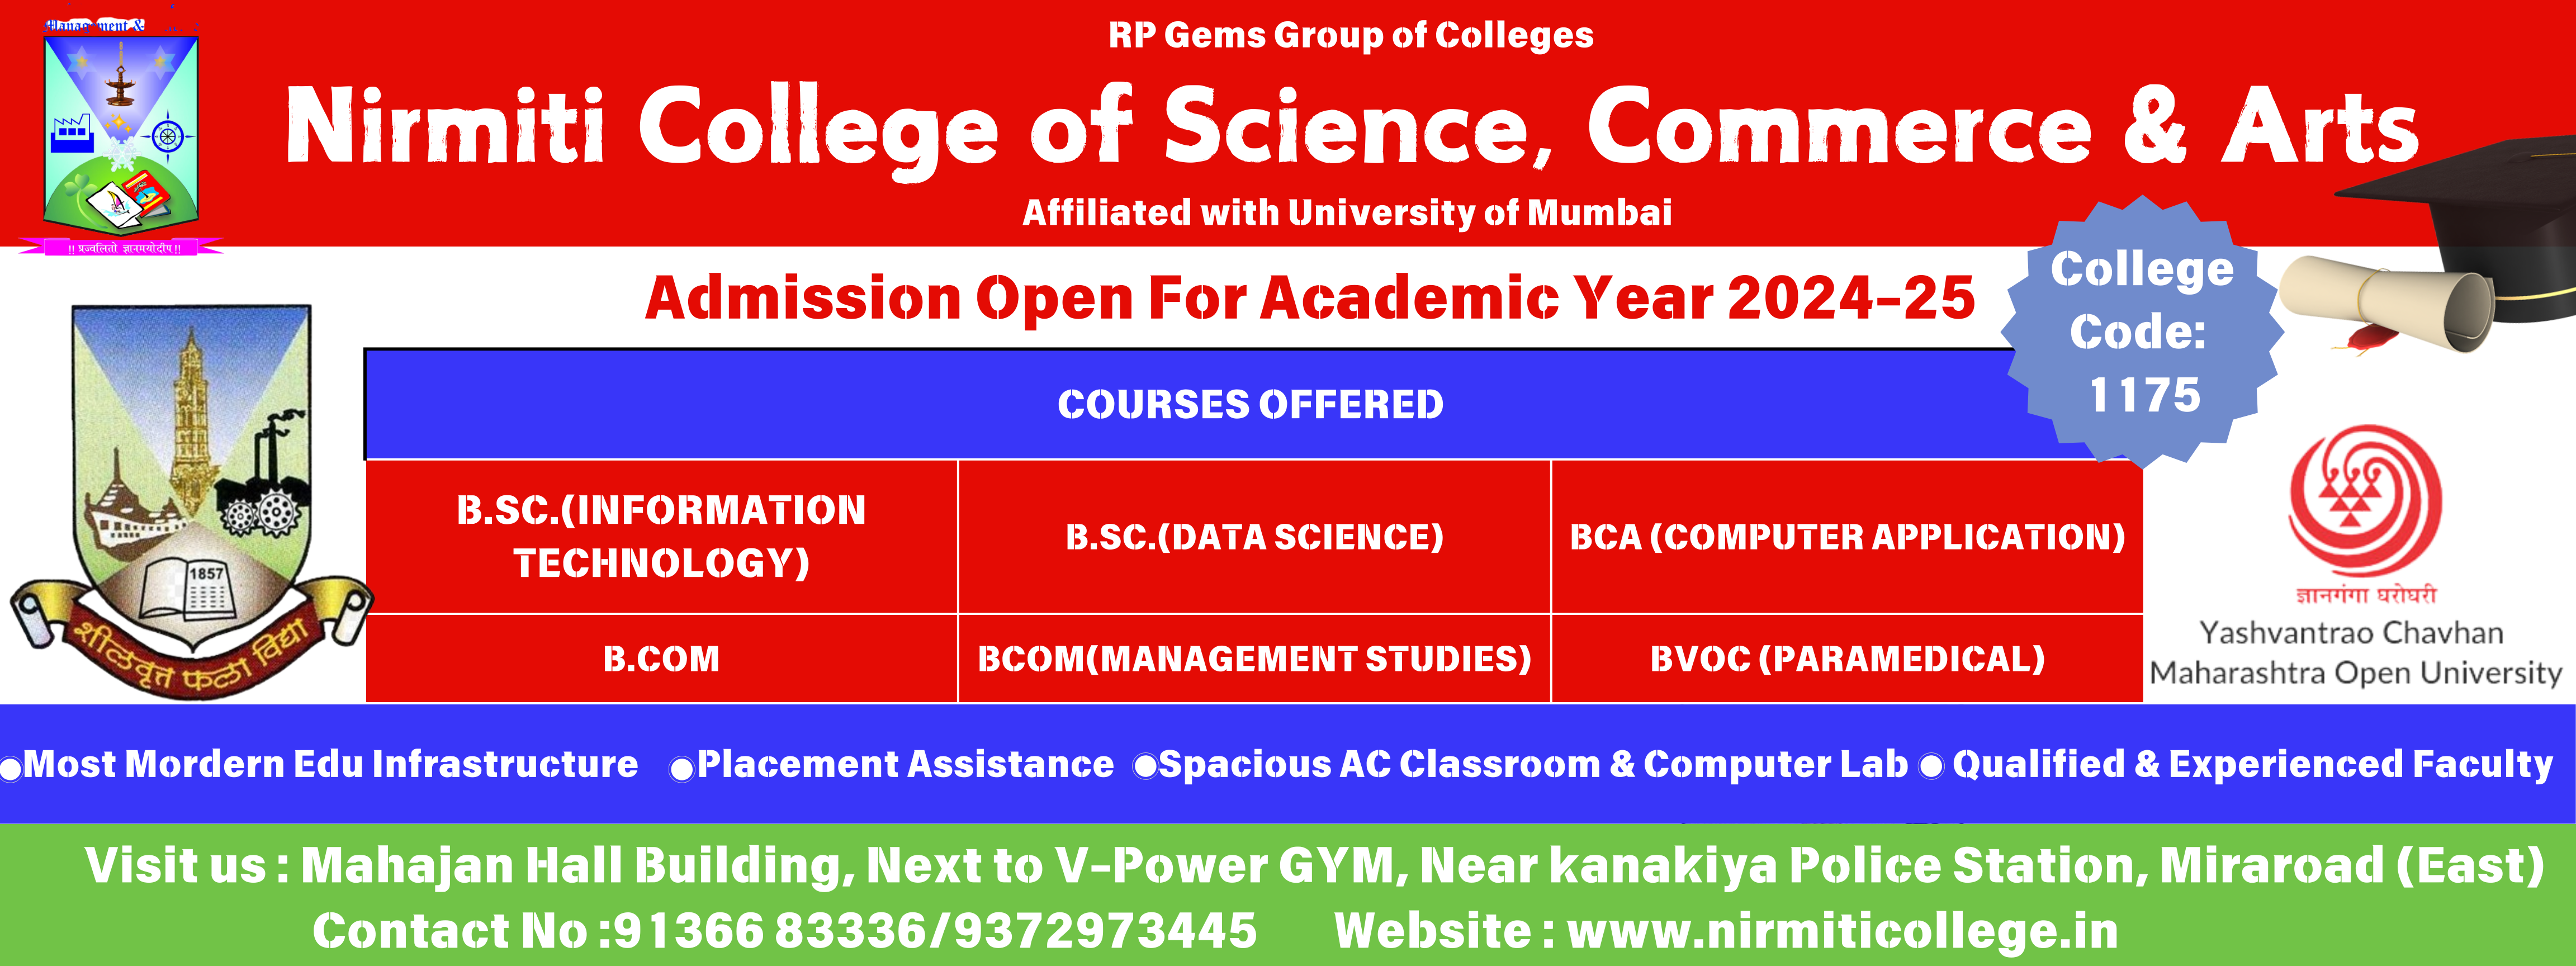 Management &
RP Gems Group of Colleges
Nirmiti College of Science, Commerce & Arts
Affiliated with University of Mumbai
!! प्रज्वलितो ज्ञानमयोदीप !!
Admission Open For Academic Year 2024-25
College
Code:
1175
COURSES OFFERED
B.SC.(INFORMATION
TECHNOLOGY)
B.SC.(DATA SCIENCE)
BCA (COMPUTER APPLICATION)
B.COM
BCOM(MANAGEMENT STUDIES)
BVOC (PARAMEDICAL)
1857
शीलवृत्त फला विद्या
ज्ञानगंगा घरोघरी
Yashvantrao Chavhan
Maharashtra Open University
Most Mordern Edu Infrastructure Placement Assistance Spacious AC Classroom & Computer Lab Qualified & Experienced Faculty
Visit us : Mahajan Hall Building, Next to V-Power GYM, Near kanakiya Police Station, Miraroad (East)
Contact No :91366 83336/9372973445 Website : www.nirmiticollege.in